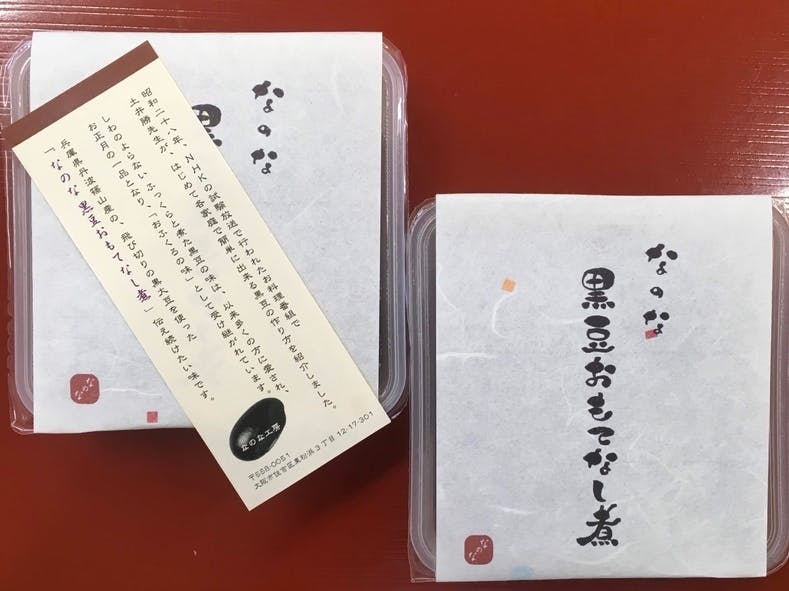 なのな
黒
昭和二十八年、NHKの試験放送で行われたお料理番組で
土井勝先生が、はじめて各家庭で簡単に出来る黒豆の作り方を紹介しました。
しわのよらない ふっくらと煮た黒豆の味は、以来多くの方に愛され、
お正月の一品となり、「おふくろの味」として受け継がれています。
兵庫県丹波篠山産の、飛び切りの黒大豆を使った
「なのな 黒豆おもてなし煮」 伝え続けたい味です。
なのな工房
〒558-0051
大阪市住吉区東粉浜3丁目12-17-301
なのな
なのな
黒豆おもてなし煮
なのな